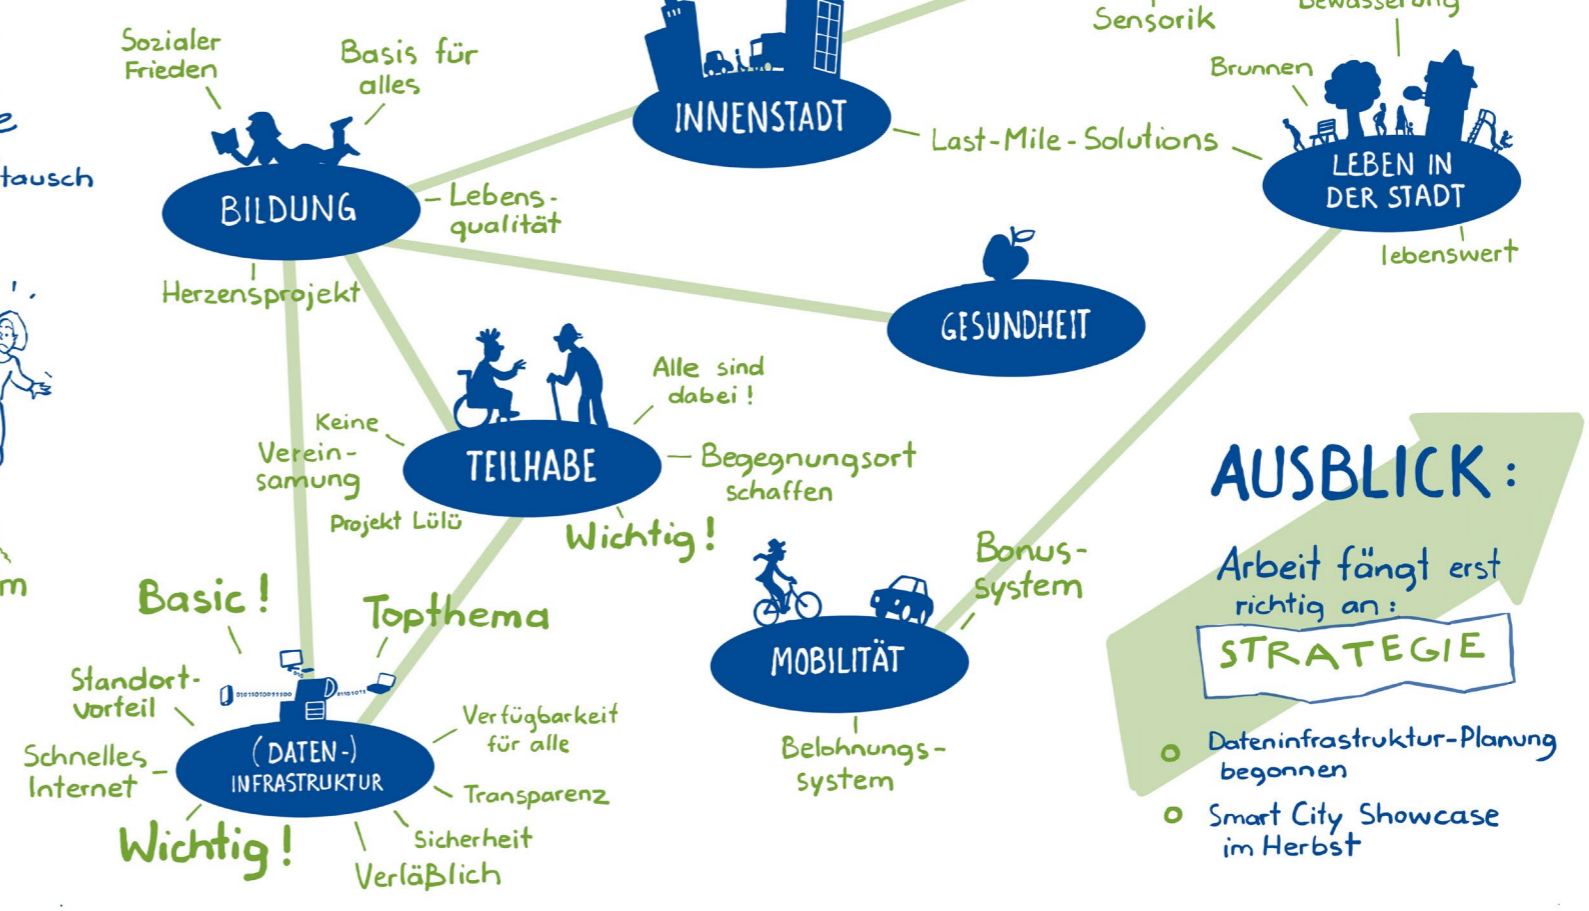 Sensorik
Sozialer
Frieden
Basis für
alles
Brunnen
INNENSTADT
Last-Mile-Solutions
LEBEN IN
DER STADT
tausch
BILDUNG
Lebens-
qualität
lebenswert
Herzensprojekt
GESUNDHEIT
Alle sind
dabei!
Keine
Verein-
samung
TEILHABE
Begegnungsort
schaffen
Projekt Lülü
Wichtig!
AUSBLICK:
Arbeit fängt erst
richtig an:
STRATEGIE
Dateninfrastruktur-Planung
begonnen
Smart City Showcase
im Herbst
Bonus-
system
MOBILITÄT
Belohnungs-
system
Basic!
Topthema
Standort-
vorteil
Schnelles
Internet
(DATEN-)
INFRASTRUKTUR
Verfügbarkeit
für alle
Transparenz
Sicherheit
Verläßlich
Wichtig!